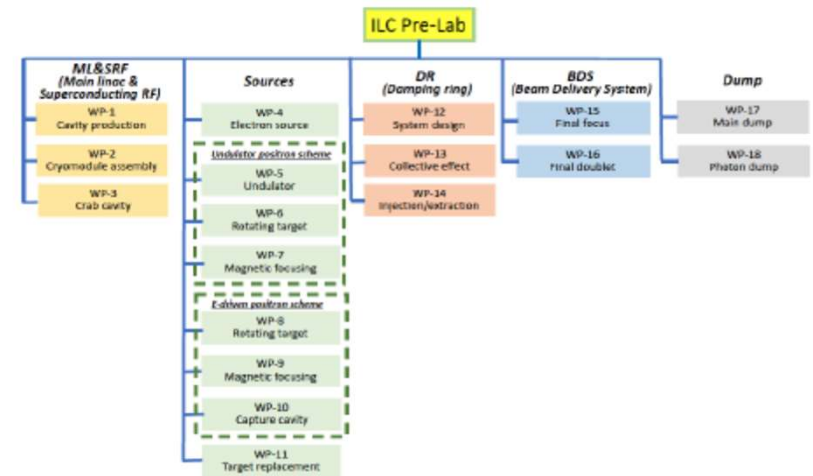 ILC Pre-Lab
ML&SRF
(Main linac &
Superconducting RF)
WP-1
Cavity production
WP-2
Cryomodule assembly
WP-3
Crab cavity
Sources
WP-4
Electron source
Undulator positron scheme
WP-5
Undulator
WP-6
Rotating target
WP-7
Magnetic focusing
E-driven positron scheme
WP-8
Rotating target
WP-9
Magnetic focusing
WP-10
Capture cavity
WP-11
Target replacement
DR
(Damping ring)
WP-12
System design
WP-13
Collective effect
WP-14
Injection/extraction
BDS
(Beam Delivery System)
WP-15
Final focus
WP-16
Final doublet
Dump
WP-17
Main dump
WP-18
Photon dump